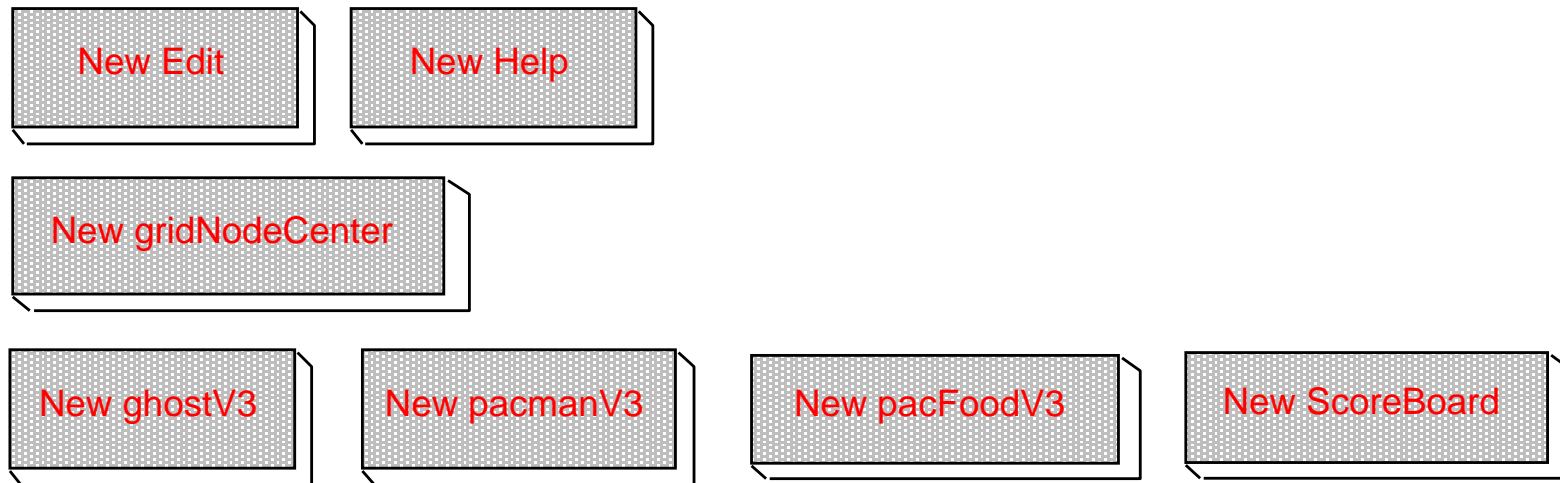 New Edit
New Help
New gridNodeCenter
New ghostV3
New pacmanV3
New pacFoodV3
New ScoreBoard